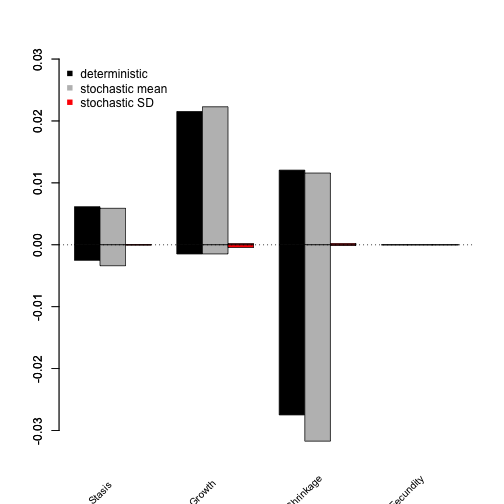 0.03
0.02
0.01
0.00
-0.01
-0.02
-0.03
deterministic
stochastic mean
stochastic SD
Stasis
Growth
Shrinkage
Fecundity